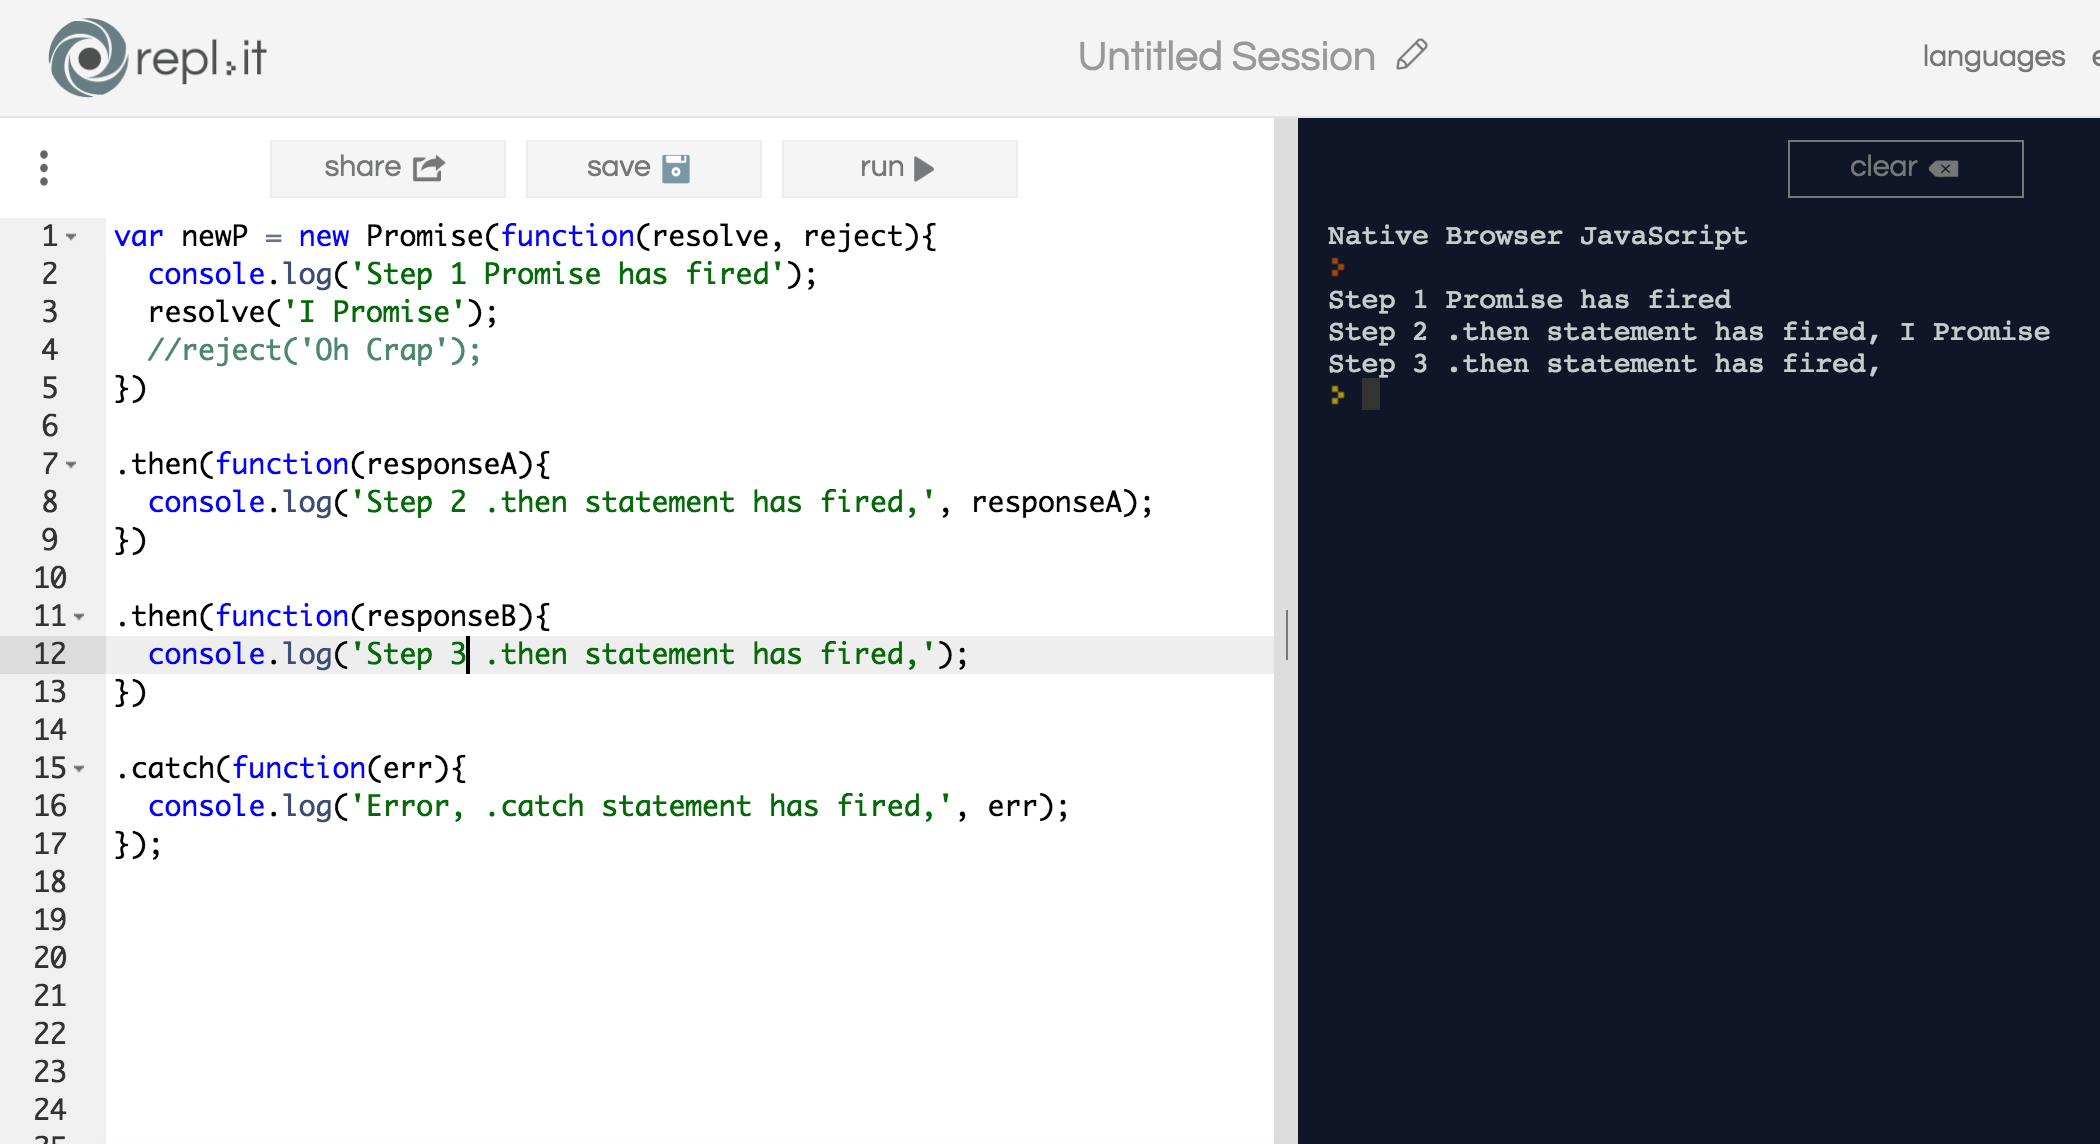 repl.it
Untitled Session
languages
share
save
run
clear
1 var newP = new Promise(function(resolve, reject){
2   console.log('Step 1 Promise has fired');
3   resolve('I Promise');
4   //reject('Oh Crap');
5 })
6
7 .then(function(responseA){
8   console.log('Step 2 .then statement has fired,', responseA);
9 })
10
11 .then(function(responseB){
12   console.log('Step 3 .then statement has fired,');
13 })
14
15 .catch(function(err){
16   console.log('Error, .catch statement has fired,', err);
17 });
18
19
20
21
22
23
24
Native Browser JavaScript
Step 1 Promise has fired
Step 2 .then statement has fired, I Promise
Step 3 .then statement has fired,